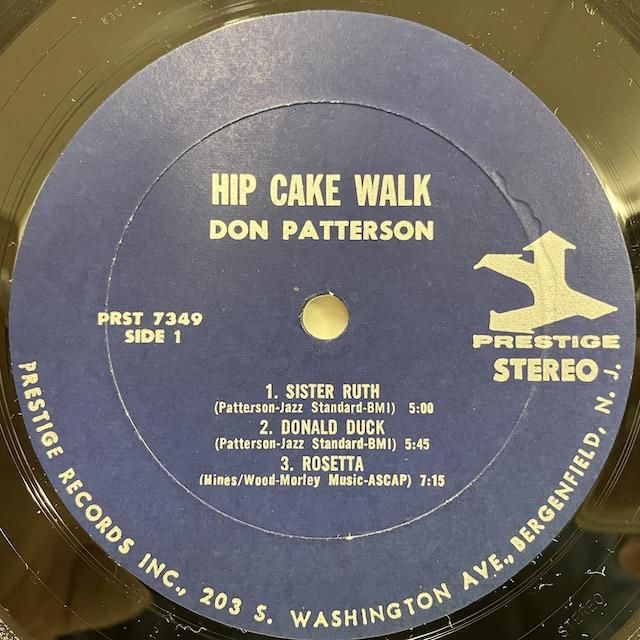 HIP CAKE WALK
DON PATTERSON
PRST 7349
SIDE 1
PRESTIGE
STEREO
1. SISTER RUTH
(Patterson-Jazz Standard-BMI) 5:00
2. DONALD DUCK
(Patterson-Jazz Standard-BMI) 5:45
3. ROSETTA
(Hines/Wood-Morley Music-ASCAP) 7:15
PRESTIGE RECORDS INC., 203 S. WASHINGTON AVE., BERGENFIELD, N. J.